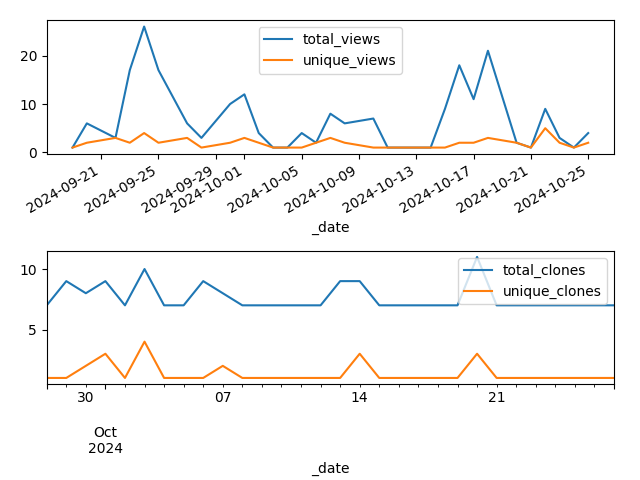 20
10
0
total_views
unique_views
2024-09-21
2024-09-25
2024-09-29
2024-10-01
2024-10-05
2024-10-09
2024-10-13
2024-10-17
2024-10-21
2024-10-25
_date
10
5
total_clones
unique_clones
30
07
14
21
Oct
2024
_date